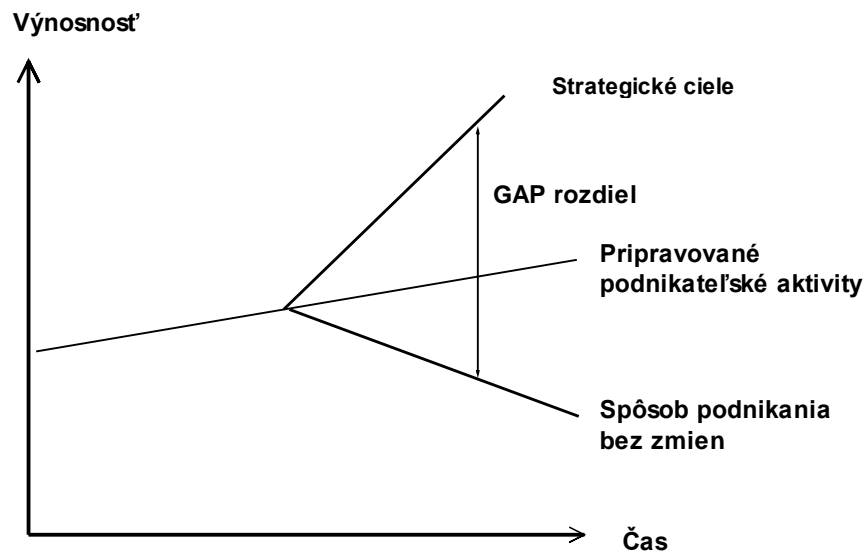 Výnosnosť
Strategické ciele
GAP rozdiel
Pripravované
podnikateľské aktivity
Spôsob podnikania
bez zmien
Čas